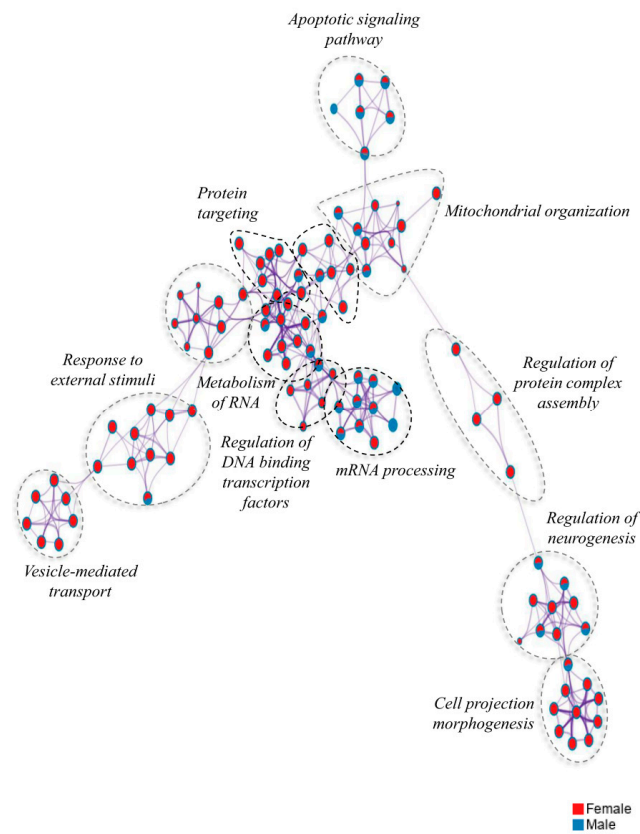 Apoptotic signaling
pathway
Protein
targeting
Mitochondrial organization
Response to
external stimuli
Metabolism
of RNA
Regulation of
protein complex
assembly
Regulation of
DNA binding
transcription
factors
mRNA processing
Regulation of
neurogenesis
Vesicle-mediated
transport
Cell projection
morphogenesis
Female
Male